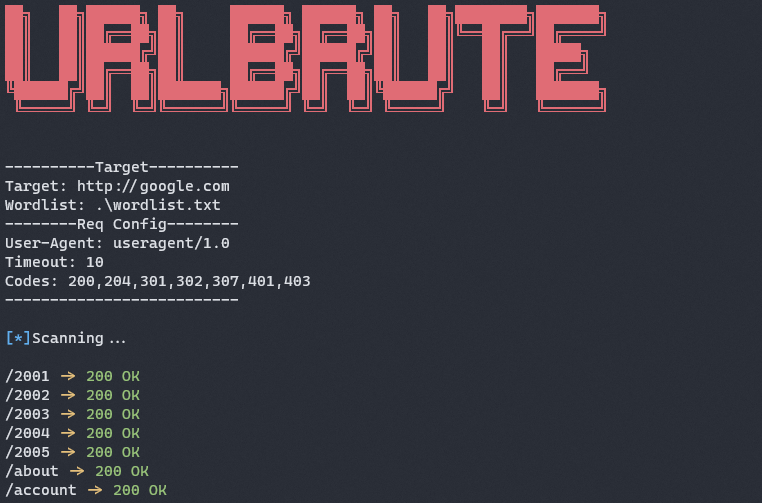 URLBRUTE
----------Target----------
Target: http://google.com
Wordlist: .\wordlist.txt
--------Req Config--------
User-Agent: useragent/1.0
Timeout: 10
Codes: 200,204,301,302,307,401,403
--------------------------
[*]Scanning...
/2001 -> 200 OK
/2002 -> 200 OK
/2003 -> 200 OK
/2004 -> 200 OK
/2005 -> 200 OK
/about -> 200 OK
/account -> 200 OK